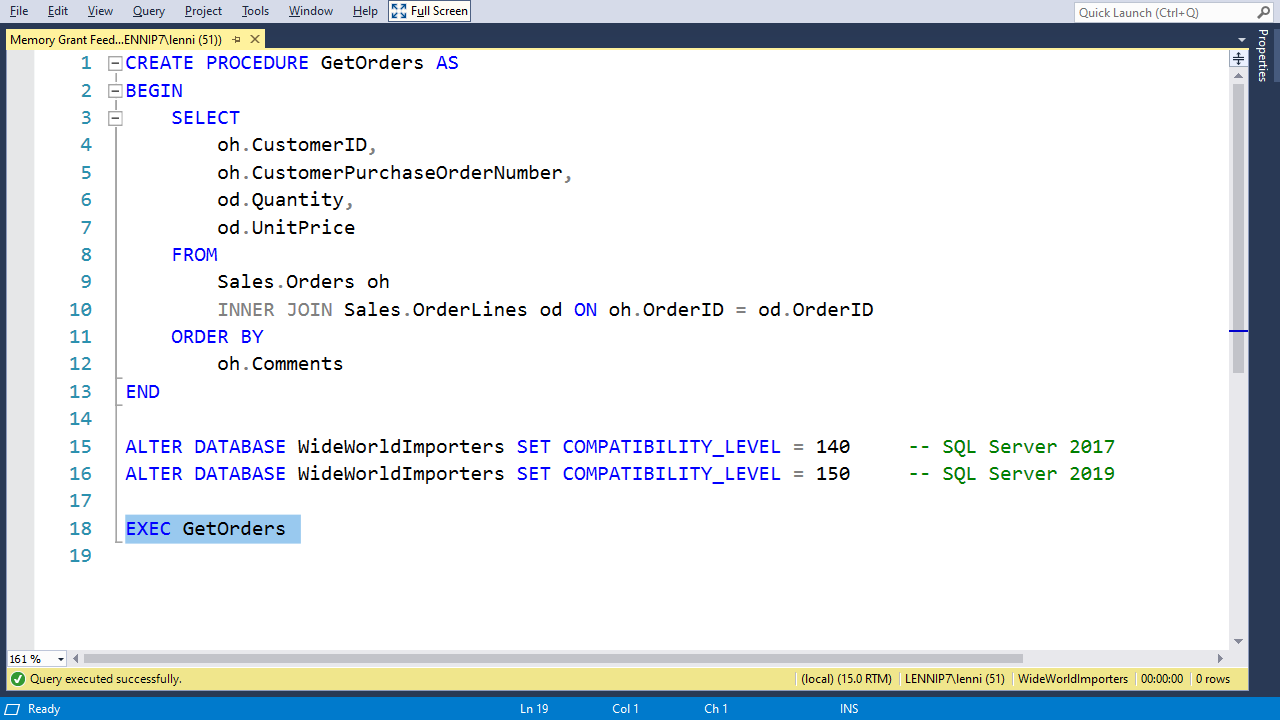 File Edit View Query Project Tools Window Help Full Screen Quick Launch (Ctrl+Q)
Memory Grant Feed...ENNIP7\lenni (51))
Properties
1 CREATE PROCEDURE GetOrders AS
2 BEGIN
3 SELECT
4 oh.CustomerID,
5 oh.CustomerPurchaseOrderNumber,
6 od.Quantity,
7 od.UnitPrice
8 FROM
9 Sales.Orders oh
10 INNER JOIN Sales.OrderLines od ON oh.OrderID = od.OrderID
11 ORDER BY
12 oh.Comments
13 END
14
15 ALTER DATABASE WideWorldImporters SET COMPATIBILITY_LEVEL = 140 -- SQL Server 2017
16 ALTER DATABASE WideWorldImporters SET COMPATIBILITY_LEVEL = 150 -- SQL Server 2019
17
18 EXEC GetOrders
19
161 %
Query executed successfully. (local) (15.0 RTM) LENNIP7\lenni (51) WideWorldImporters 00:00:00 0 rows
Ready Ln 19 Col 1 Ch 1 INS